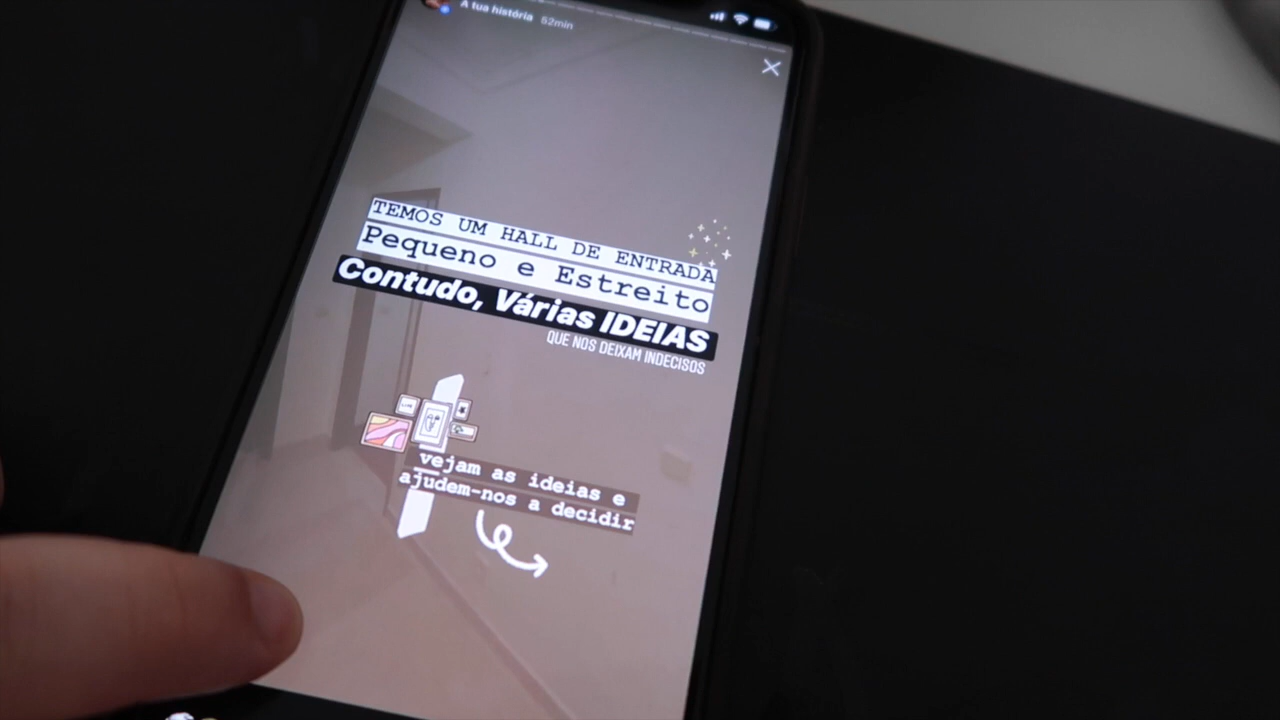 A tua história 52min
TEMOS UM HALL DE ENTRADA
Pequeno e Estreito
Contudo, Várias IDEIAS
QUE NOS DEIXAM INDECISOS
vejam as ideias e
ajudem-nos a decidir